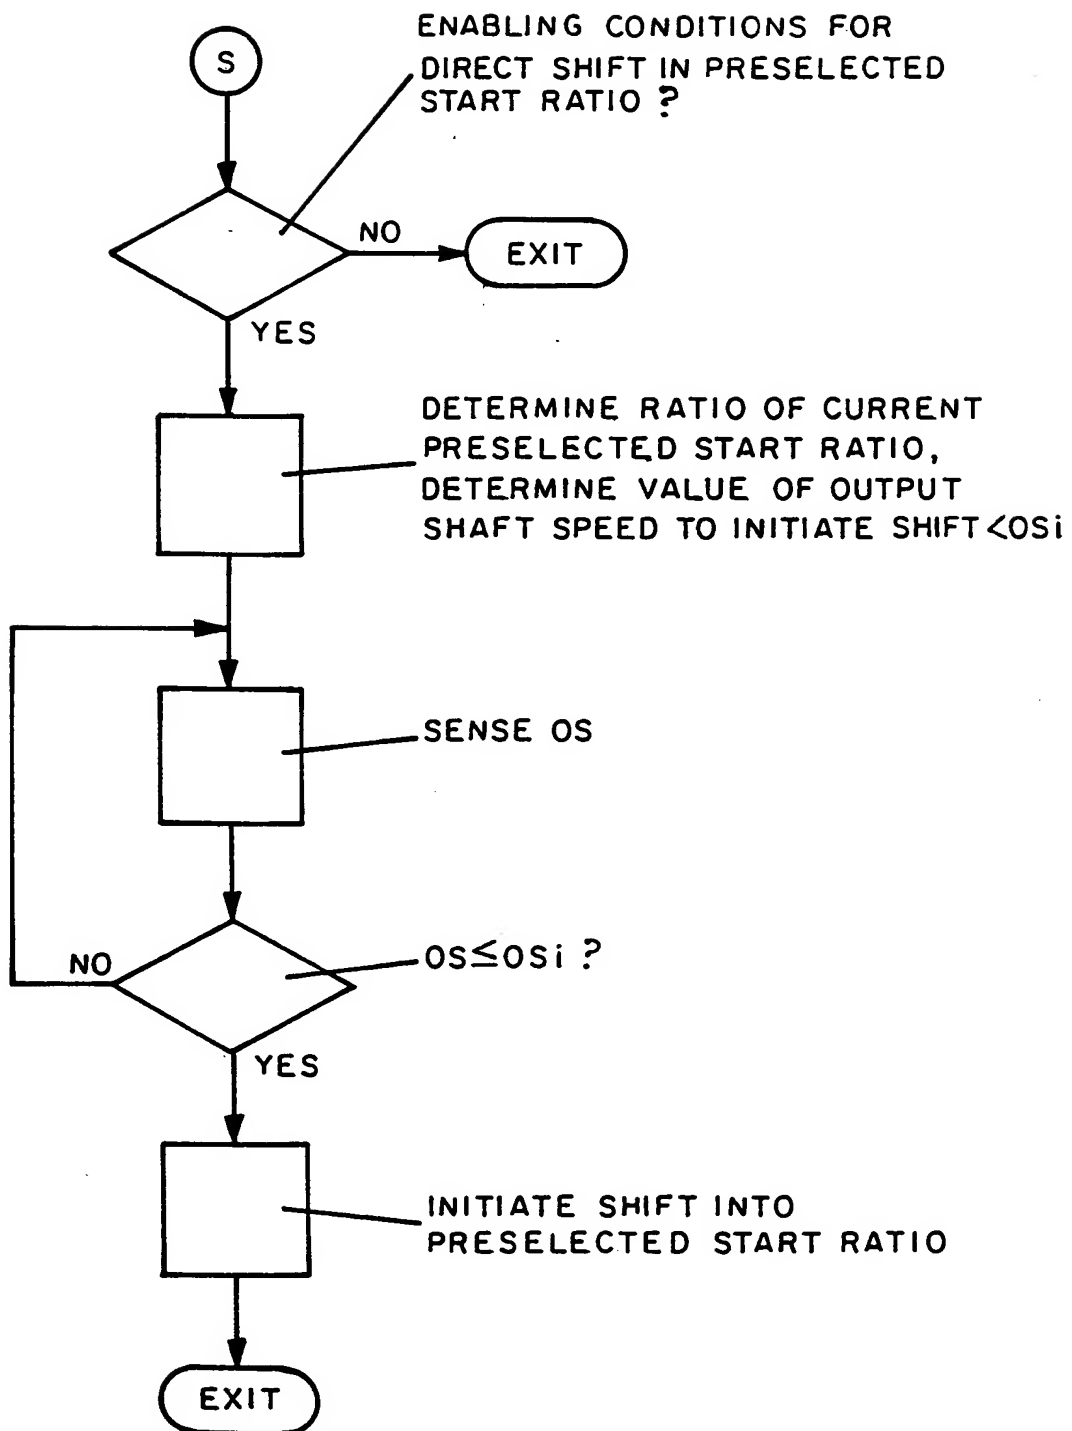 S
ENABLING CONDITIONS FOR
DIRECT SHIFT IN PRESELECTED
START RATIO ?
NO
EXIT
YES
DETERMINE RATIO OF CURRENT
PRESELECTED START RATIO,
DETERMINE VALUE OF OUTPUT
SHAFT SPEED TO INITIATE SHIFT<OSi
SENSE OS
OS≤OSi ?
NO
YES
INITIATE SHIFT INTO
PRESELECTED START RATIO
EXIT